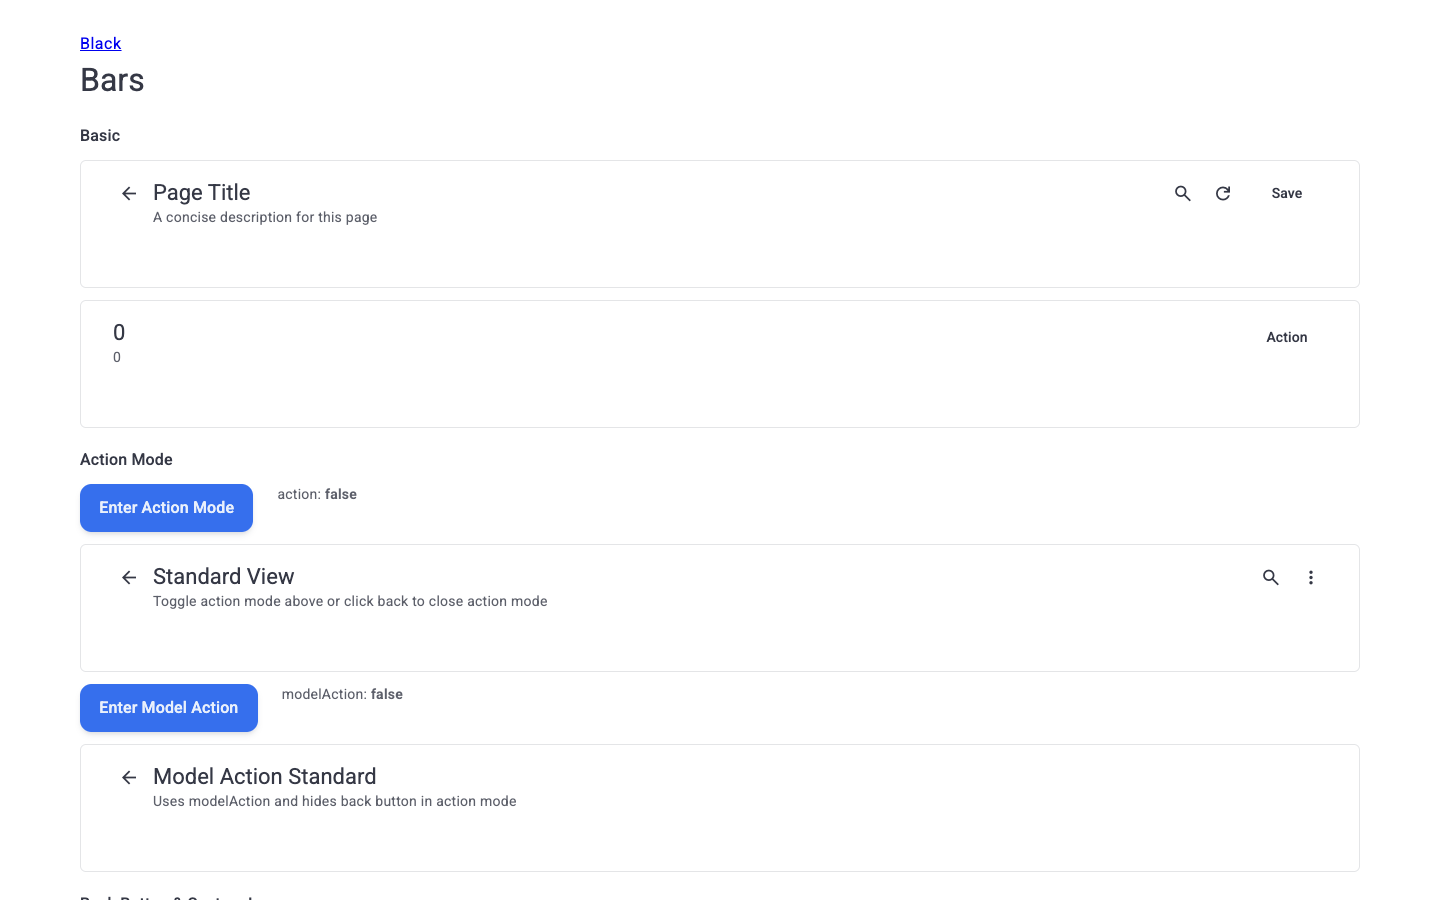 Black
Bars
Basic
Page Title
Save
A concise description for this page
0
Action
0
Action Mode
Enter Action Mode
action: false
Standard View
Toggle action mode above or click back to close action mode
Enter Model Action
modelAction: false
Model Action Standard
Uses modelAction and hides back button in action mode